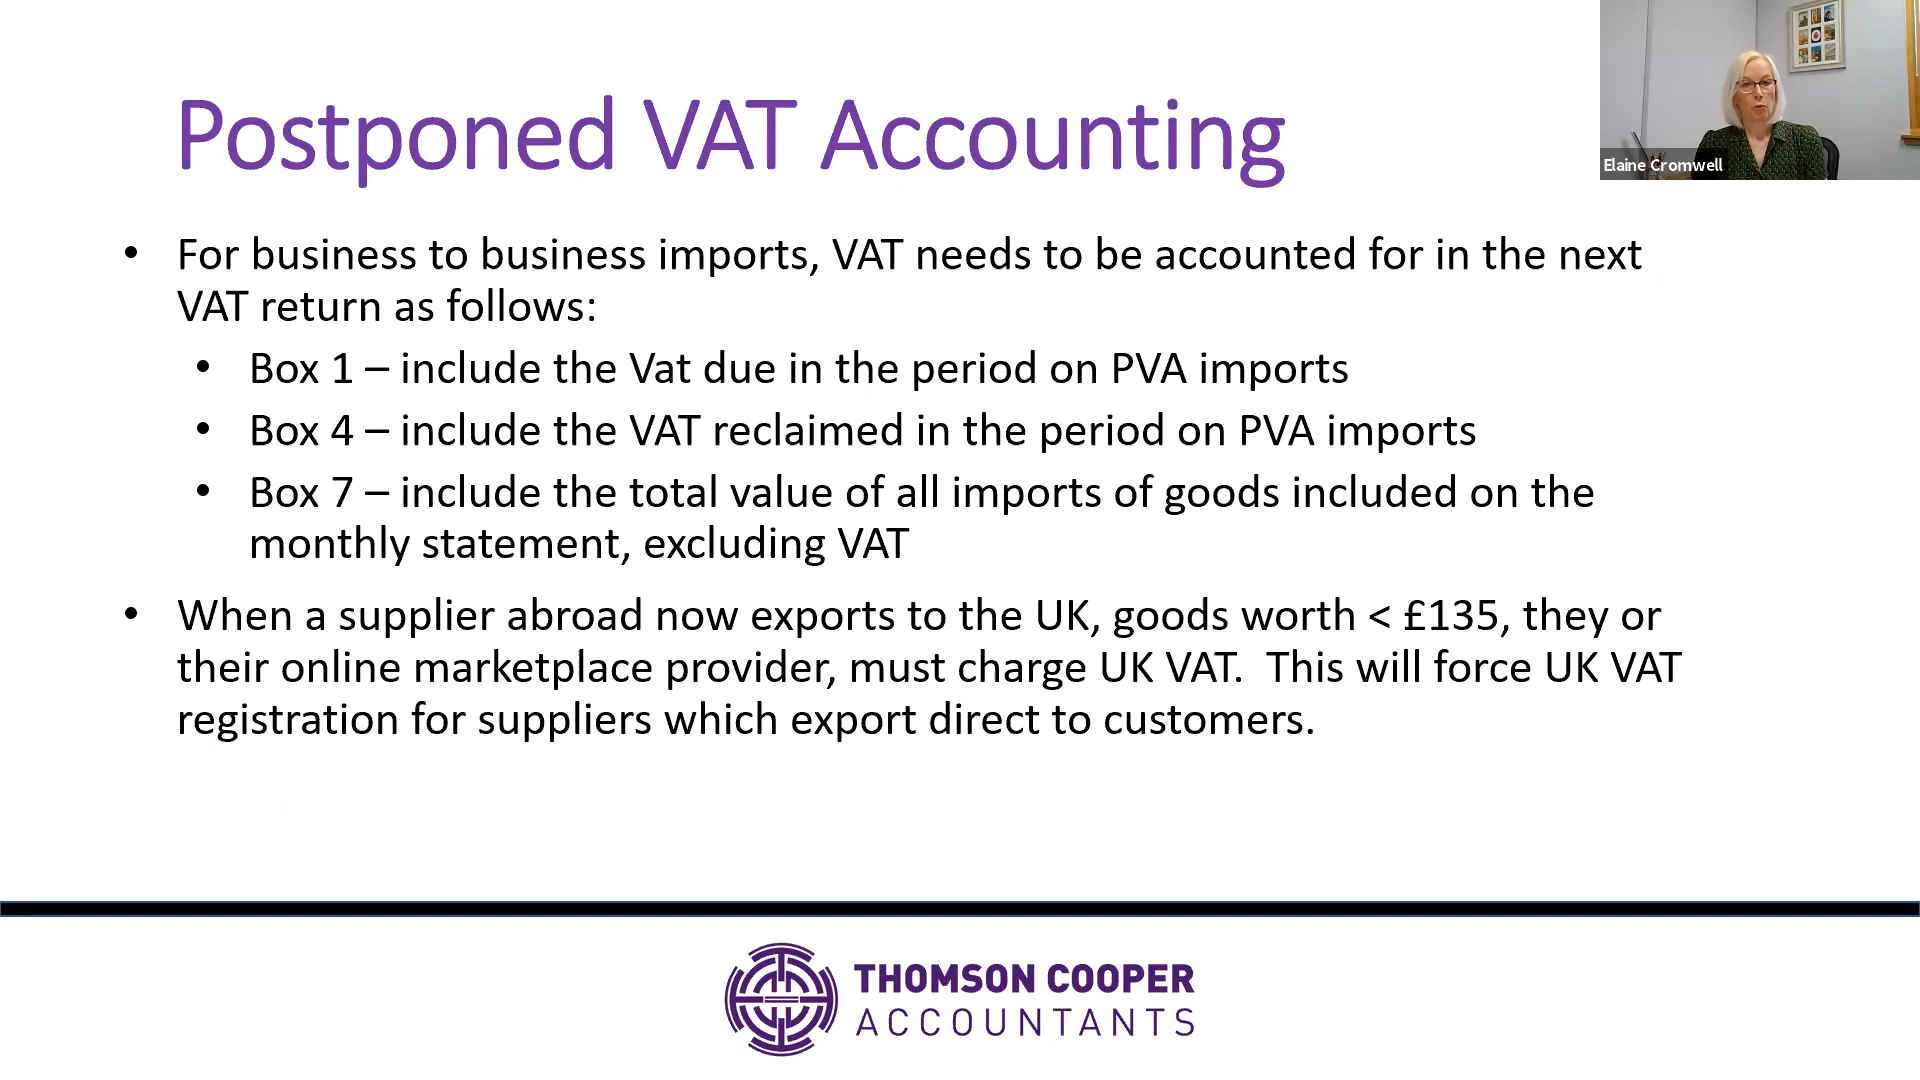 Postponed VAT Accounting
Elaine Cromwell
• For business to business imports, VAT needs to be accounted for in the next
VAT return as follows:
• Box 1 – include the Vat due in the period on PVA imports
• Box 4 – include the VAT reclaimed in the period on PVA imports
• Box 7 – include the total value of all imports of goods included on the
monthly statement, excluding VAT
• When a supplier abroad now exports to the UK, goods worth < £135, they or
their online marketplace provider, must charge UK VAT.  This will force UK VAT
registration for suppliers which export direct to customers.
THOMSON COOPER
ACCOUNTANTS